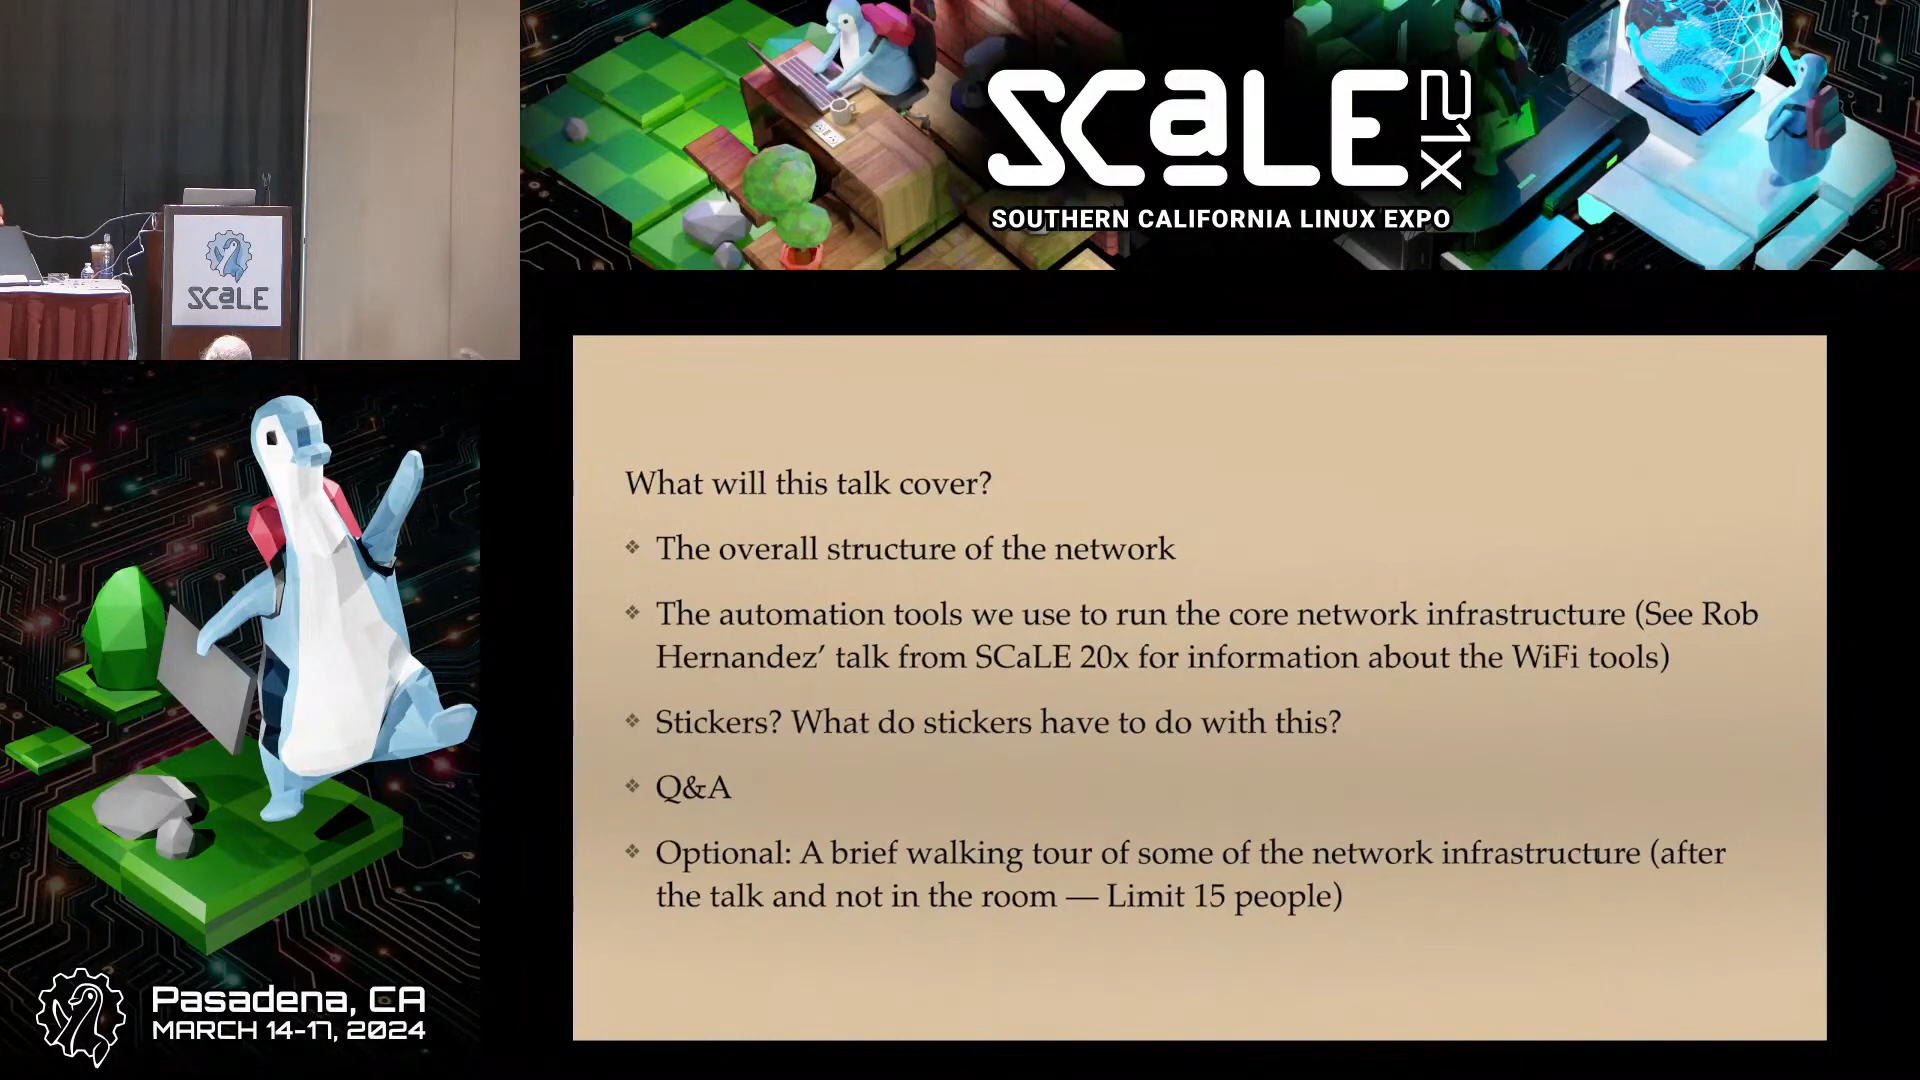 SCaLE 21x
SOUTHERN CALIFORNIA LINUX EXPO
SCaLE
What will this talk cover?
❖ The overall structure of the network
❖ The automation tools we use to run the core network infrastructure (See Rob
Hernandez’ talk from SCaLE 20x for information about the WiFi tools)
❖ Stickers? What do stickers have to do with this?
❖ Q&A
❖ Optional: A brief walking tour of some of the network infrastructure (after
the talk and not in the room — Limit 15 people)
Pasadena, CA
MARCH 14-17, 2024